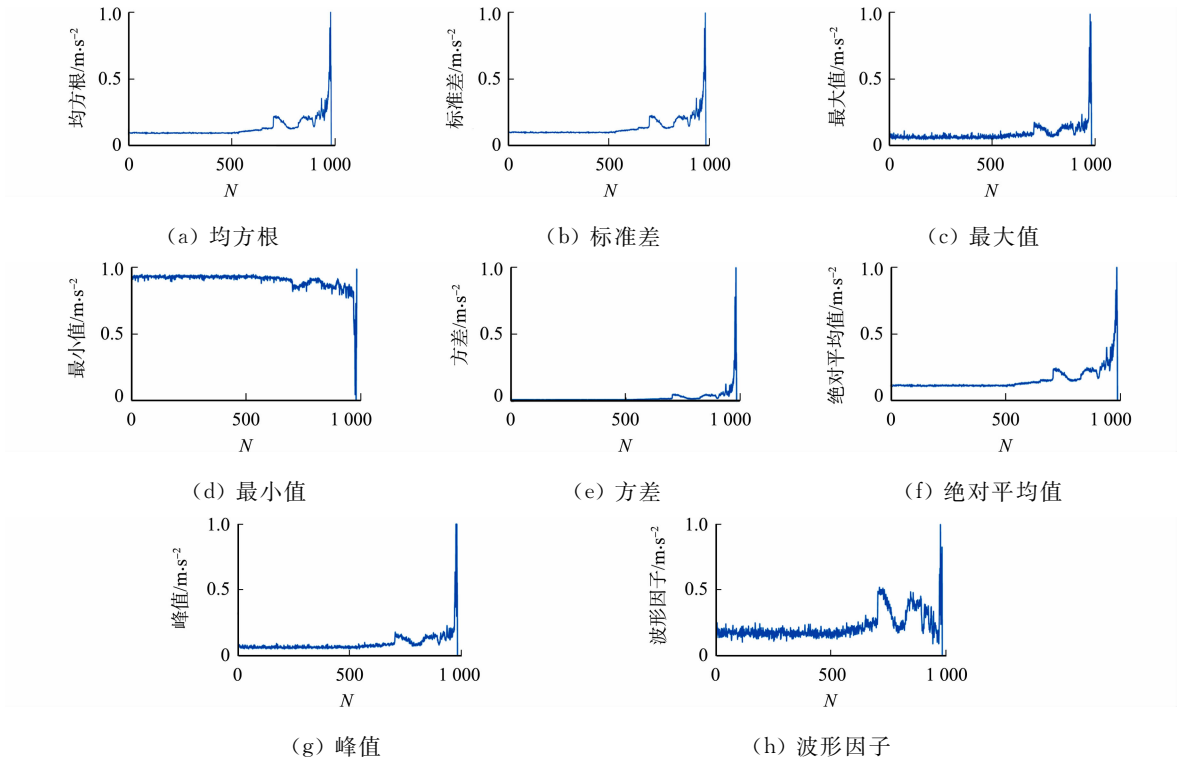 均方根/m·s⁻²
1.0
0.5
0
0
500
1 000
N
(a) 均方根
标准差/m·s⁻²
1.0
0.5
0
0
500
1 000
N
(b) 标准差
最大值/m·s⁻²
1.0
0.5
0
0
500
1 000
N
(c) 最大值
最小值/m·s⁻²
1.0
0.5
0
0
500
1 000
N
(d) 最小值
方差/m·s⁻²
1.0
0.5
0
0
500
1 000
N
(e) 方差
绝对平均值/m·s⁻²
1.0
0.5
0
0
500
1 000
N
(f) 绝对平均值
峰值/m·s⁻²
1.0
0.5
0
0
500
1 000
N
(g) 峰值
波形因子/m·s⁻²
1.0
0.5
0
0
500
1 000
N
(h) 波形因子